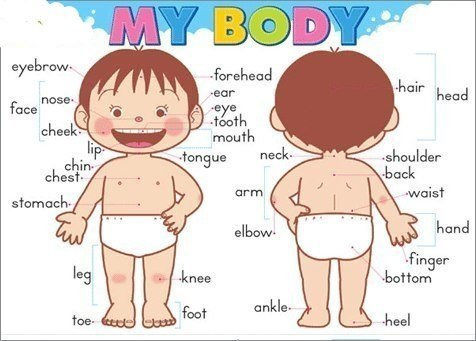 MY BODY
eyebrow
forehead
ear
eye
tooth
mouth
face
nose
cheek
lip
tongue
chin
chest
stomach
leg
knee
toe
foot
hair
head
neck
shoulder
back
arm
waist
elbow
hand
finger
bottom
ankle
heel